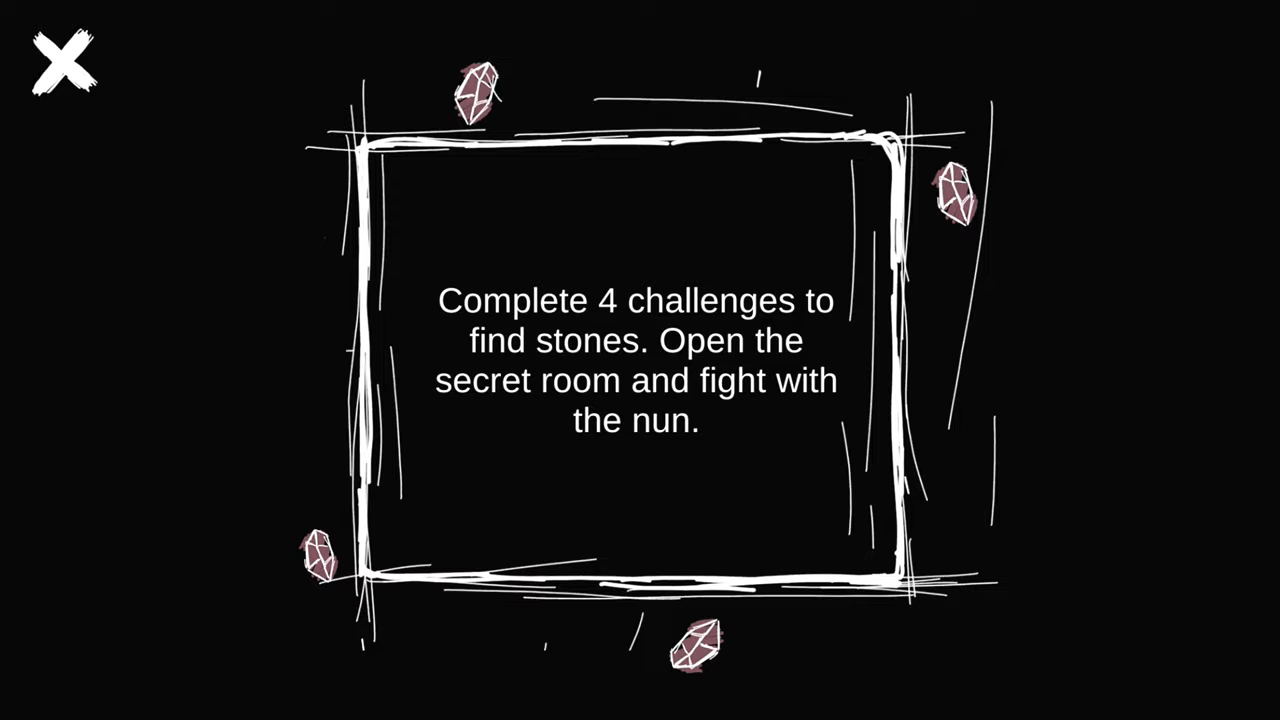 Complete 4 challenges to
find stones. Open the
secret room and fight with
the nun.